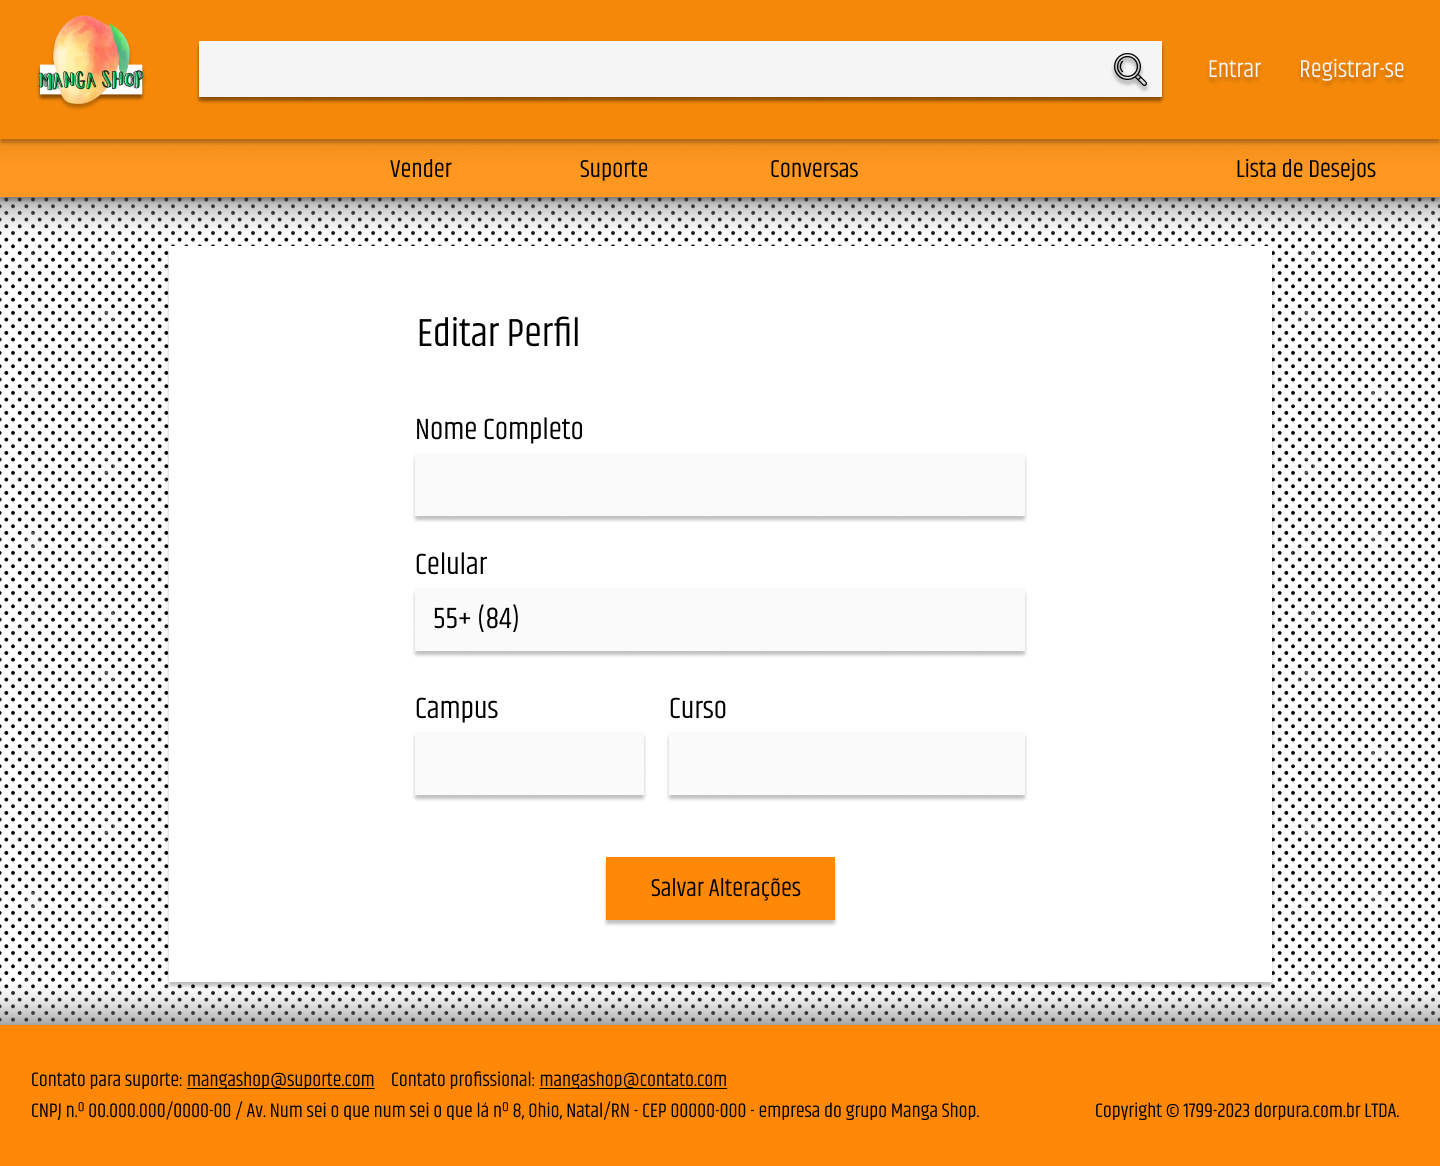 MANGA SHOP
Entrar Registrar-se
Vender Suporte Conversas Lista de Desejos
Editar Perfil
Nome Completo
Celular
55+ (84)
Campus Curso
Salvar Alterações
Contato para suporte: mangashop@suporte.com Contato profissional: mangashop@contato.com
CNPJ n.º 00.000.000/0000-00 / Av. Num sei o que num sei o que lá nº 8, Ohio, Natal/RN - CEP 00000-000 - empresa do grupo Manga Shop. Copyright © 1799-2023 dorpura.com.br LTDA.